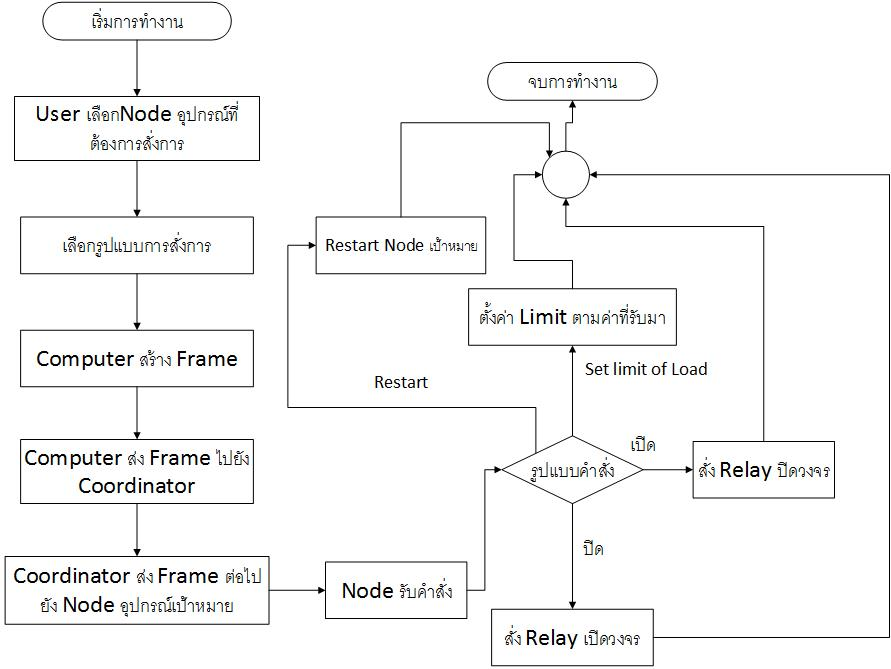 เริ่มการทำงาน
User เลือกNode อุปกรณ์ที่
ต้องการสั่งการ
เลือกรูปแบบการสั่งการ
Computer สร้าง Frame
Computer ส่ง Frame ไปยัง
Coordinator
Coordinator ส่ง Frame ต่อไป
ยัง Node อุปกรณ์เป้าหมาย
Node รับคำสั่ง
รูปแบบคำสั่ง
Restart
Restart Node เป้าหมาย
Set limit of Load
ตั้งค่า Limit ตามค่าที่รับมา
เปิด
สั่ง Relay ปิดวงจร
ปิด
สั่ง Relay เปิดวงจร
จบการทำงาน